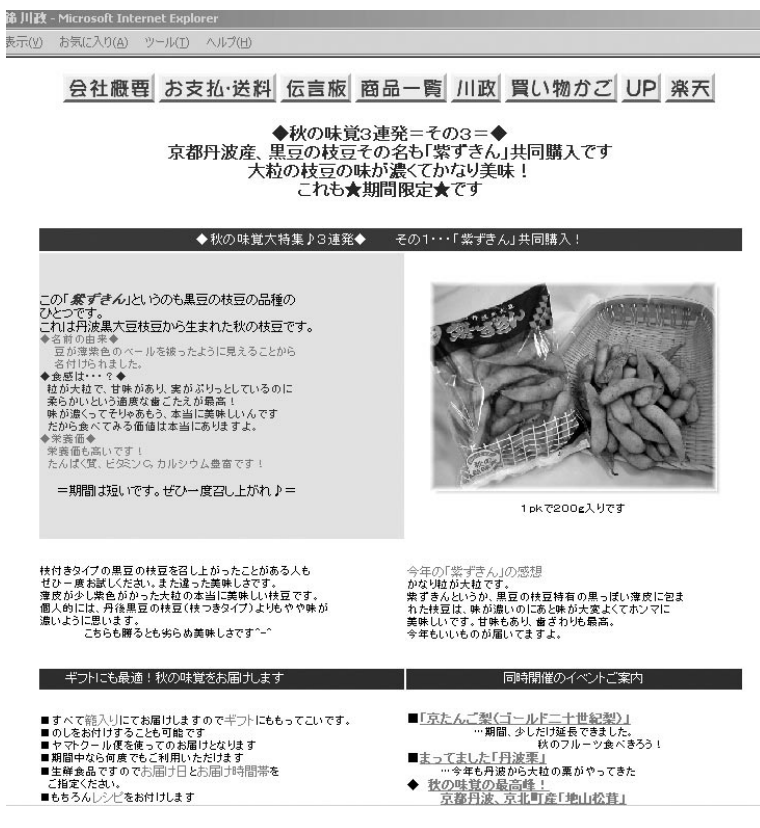 川政 - Microsoft Internet Explorer
表示(V) お気に入り(A) ツール(T) ヘルプ(H)
会社概要 お支払・送料 伝言版 商品一覧 川政 買い物かご UP 楽天
◆秋の味覚3連発=その3=◆
京都丹波産、黒豆の枝豆その名も「紫ずきん」共同購入です
大粒の枝豆の味が濃くてかなり美味！
これも★期間限定★です
◆秋の味覚大特集♪3連発◆ その1・・・「紫ずきん」共同購入！
この「紫ずきん」というのも黒豆の枝豆の品種の
ひとつです。
これは丹波黒大豆枝豆から生まれた秋の枝豆です。
◆名前の由来◆
豆が薄紫色のベールを被ったように見えることから
名付けられました。
◆食感は・・・？◆
粒が大粒で、甘味があり、実がぷりっとしているのに
柔らかいという適度な歯ごたえが最高！
味が濃くってそりゃあもう、本当に美味しいんです
だから食べてみる価値は本当にありますよ。
◆栄養価◆
栄養価も高いです！
たんぱく質、ビタミンC、カルシウム豊富です！
=期間は短いです。ぜひ一度召し上がれ♪=
紫ずきん
1pkで200g入りです
枝付きタイプの黒豆の枝豆を召し上がったことがある人も
ぜひ一度お試しください。また違った美味しさです。
薄皮が少し紫色がかった大粒の本当に美味しい枝豆です。
個人的には、丹後黒豆の枝豆(枝つきタイプ)よりもやや味が
濃いように思います。
こちらも勝るとも劣らぬ美味しさです^-^
今年の「紫ずきん」の感想
かなり粒が大粒です。
紫ずきんというか、黒豆の枝豆特有の黒っぽい薄皮に包ま
れた枝豆は、味が濃いのにあと味が大変よくてホンマに
美味しいです。甘味もあり、歯ざわりも最高。
今年もいいものが届いてますよ。
ギフトにも最適！秋の味覚をお届けします
同時開催のイベントご案内
■すべて籠入りにてお届けしますのでギフトにももってこいです。
■のしをお付けすることも可能です
■ヤマトクール便を使ってのお届けとなります
■期間中なら何度でもご利用いただけます
■生鮮食品ですのでお届け日とお届け時間帯を
ご指定ください。
■もちろんレシピをお付けします
■「京たんご梨(ゴールド二十世紀梨)」
…期間、少しだけ延長できました。
秋のフルーツ食べきろう！
■まってました「丹波栗」
…今年も丹波から大粒の栗がやってきた
◆ 秋の味覚の最高峰！
京都丹波、京北町産「地山松茸」